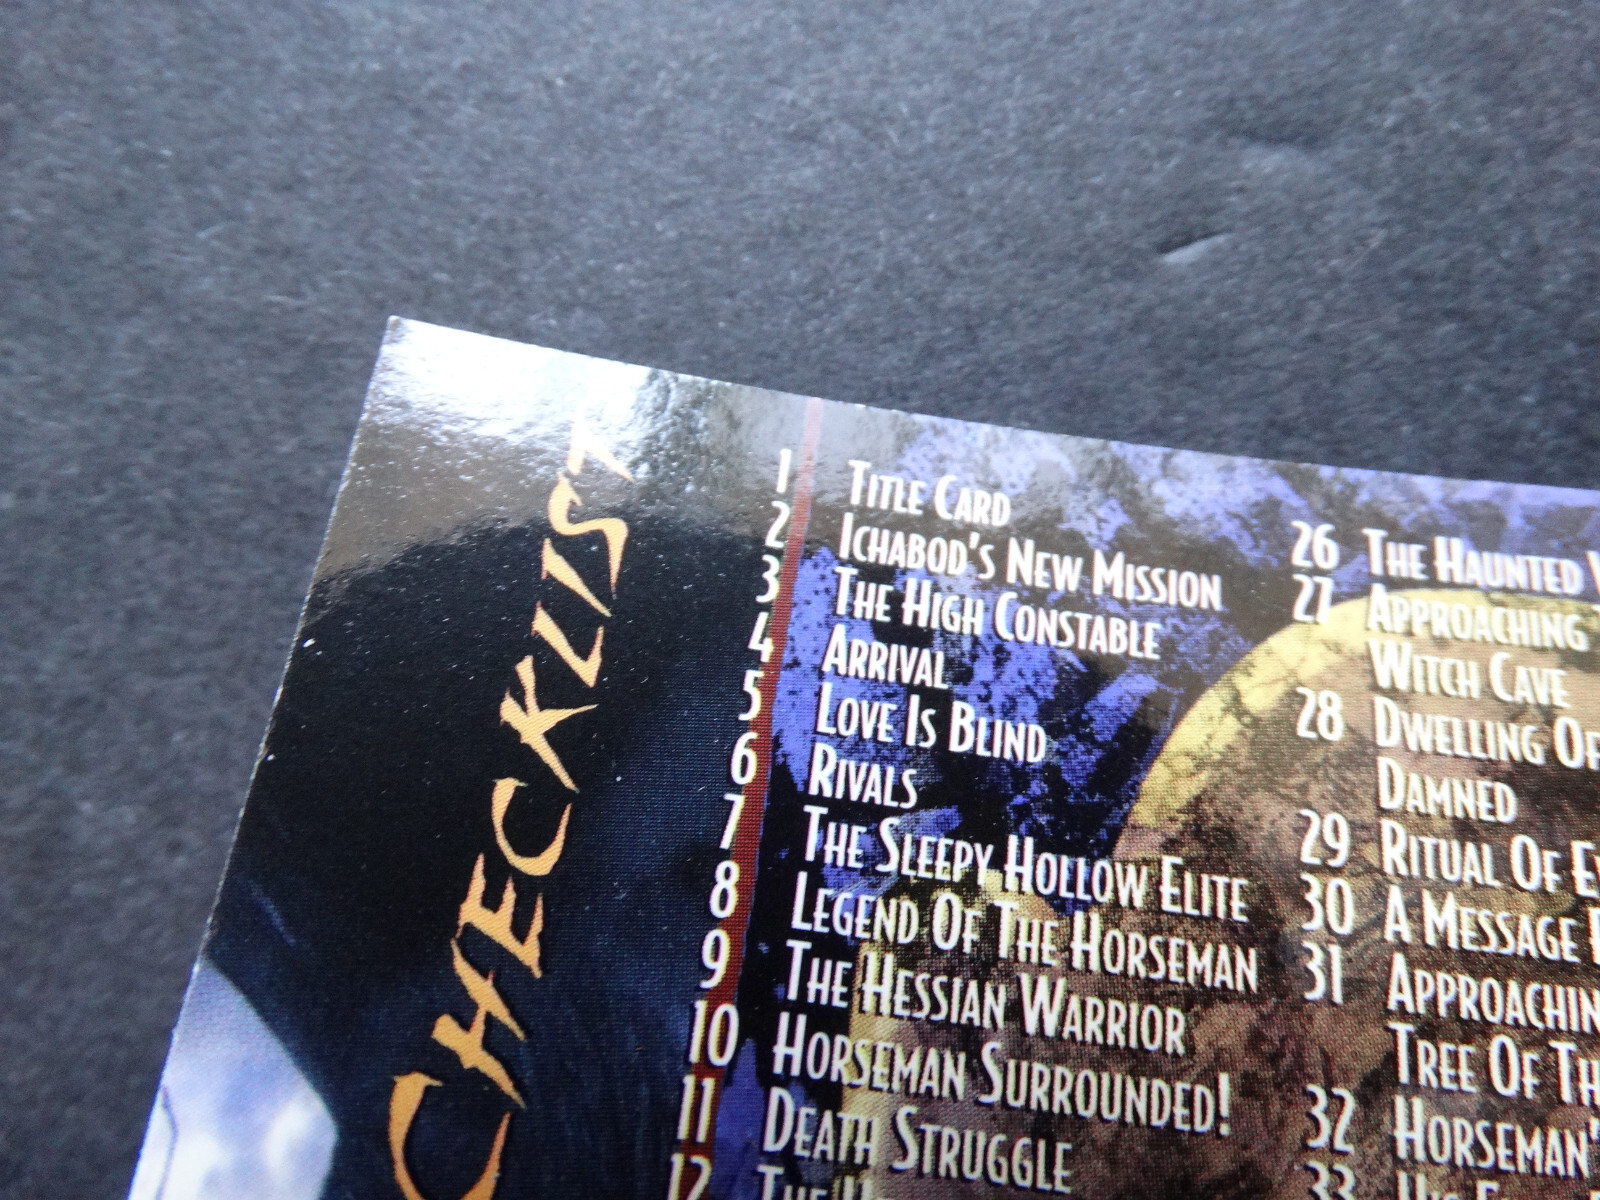 CHECKLIST
1 TITLE CARD
2 ICHABOD'S NEW MISSION
3 THE HIGH CONSTABLE
4 ARRIVAL
5 LOVE IS BLIND
6 RIVALS
7 THE SLEEPY HOLLOW ELITE
8 LEGEND OF THE HORSEMAN
9 THE HESSIAN WARRIOR
10 HORSEMAN SURROUNDED!
11 DEATH STRUGGLE
12 THE
26 THE HAUNTED
27 APPROACHING
WITCH CAVE
28 DWELLING OF
DAMNED
29 RITUAL OF
30 A MESSAGE
31 APPROACHIN
TREE OF TH
32 HORSEMAN'
33